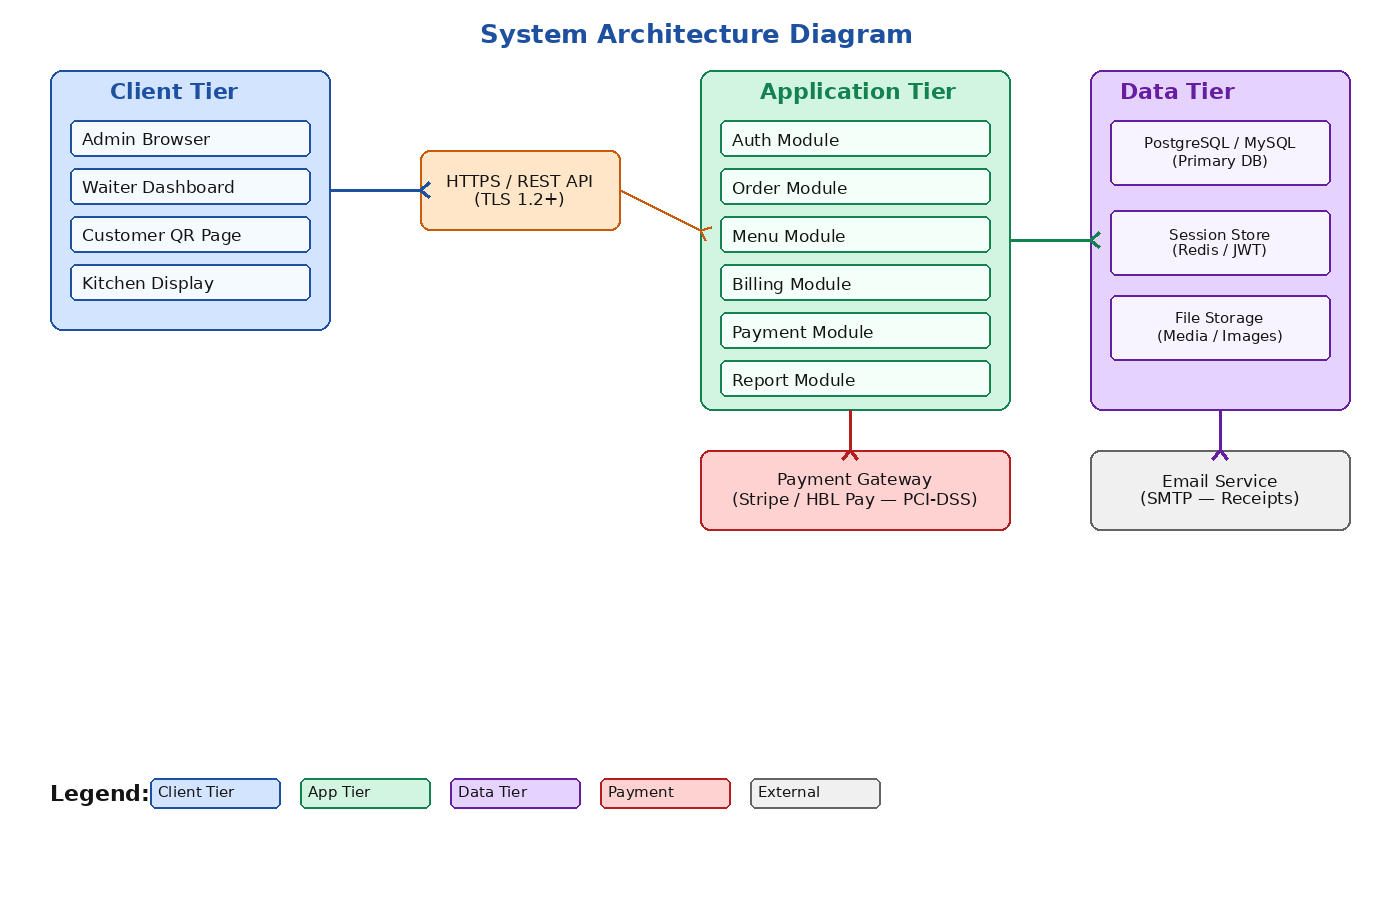 System Architecture Diagram
Client Tier
Admin Browser
Waiter Dashboard
Customer QR Page
Kitchen Display
HTTPS / REST API
(TLS 1.2+)
Application Tier
Auth Module
Order Module
Menu Module
Billing Module
Payment Module
Report Module
Data Tier
PostgreSQL / MySQL
(Primary DB)
Session Store
(Redis / JWT)
File Storage
(Media / Images)
Payment Gateway
(Stripe / HBL Pay — PCI-DSS)
Email Service
(SMTP — Receipts)
Legend:
Client Tier
App Tier
Data Tier
Payment
External